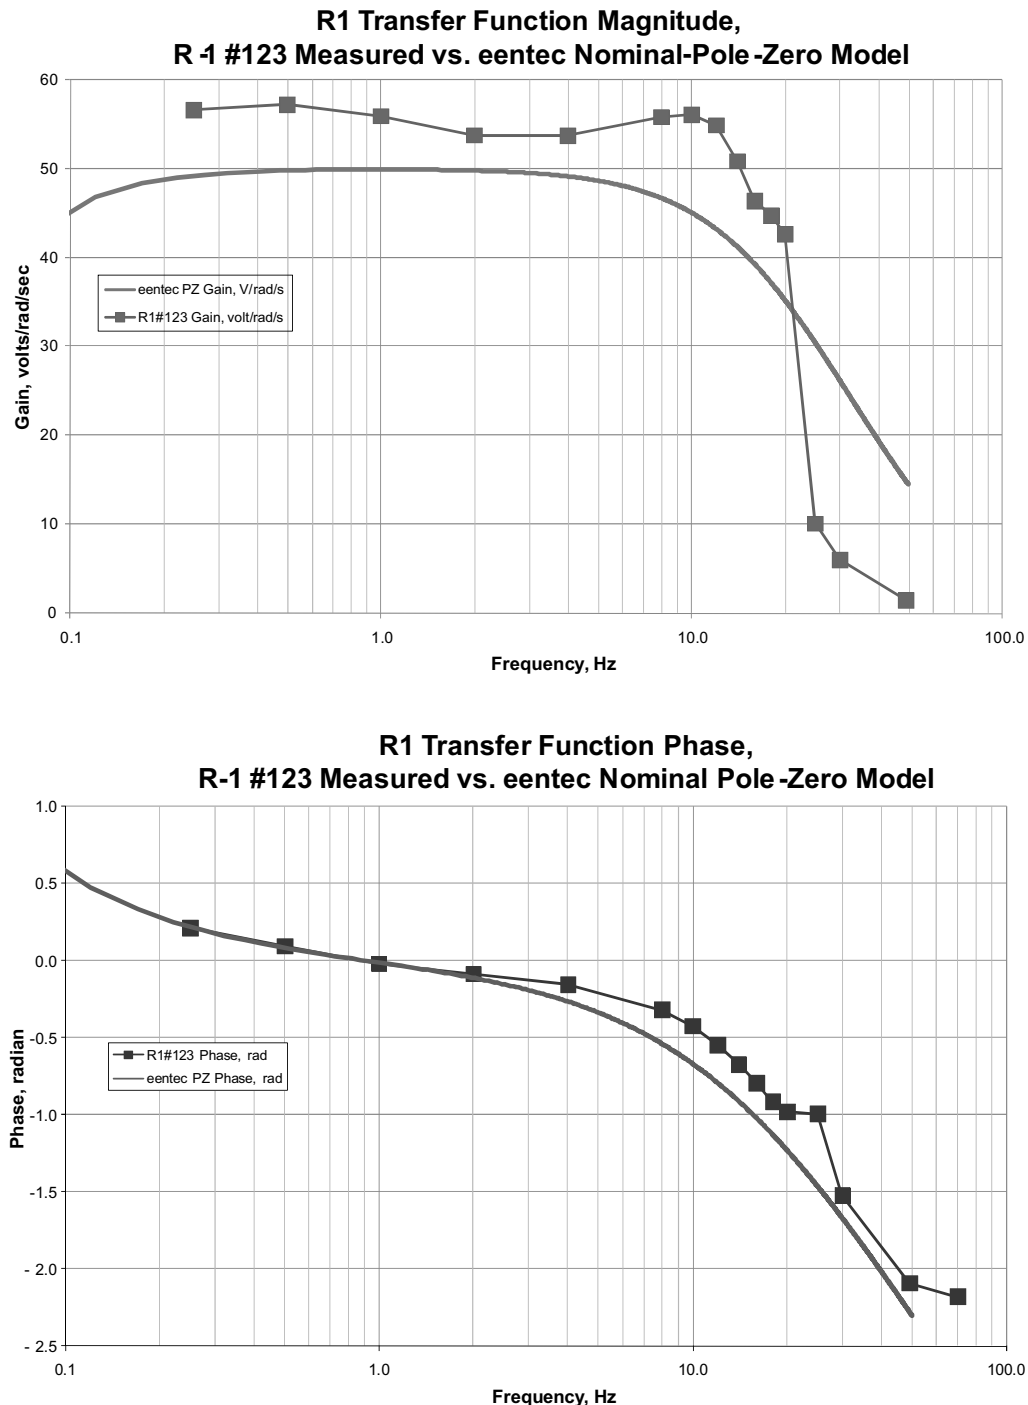 R1 Transfer Function Magnitude,
R-1 #123 Measured vs. eentec Nominal-Pole-Zero Model
60
50
40
30
20
10
0
Gain, volts/rad/sec
eentec PZ Gain, V/rad/s
R1#123 Gain, volt/rad/s
0.1
1.0
10.0
100.0
Frequency, Hz
R1 Transfer Function Phase,
R-1 #123 Measured vs. eentec Nominal Pole-Zero Model
1.0
0.5
0.0
-0.5
-1.0
-1.5
- 2.0
- 2.5
Phase, radian
R1#123 Phase, rad
eentec PZ Phase, rad
0.1
1.0
10.0
100.0
Frequency, Hz